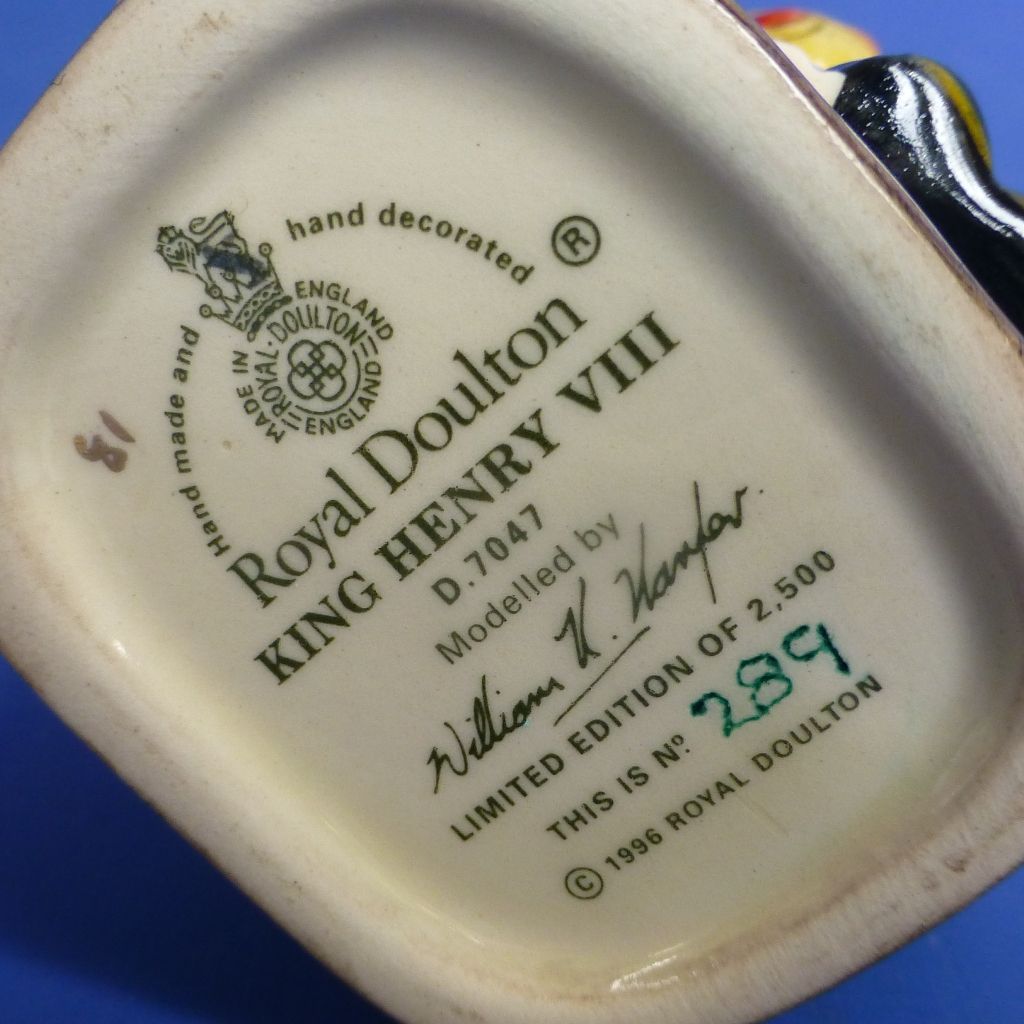 Hand made and hand decorated
®
MADE IN ENGLAND
ROYAL·DOULTON
ENGLAND
Royal Doulton
KING HENRY VIII
D.7047
Modelled by
William K. Harper.
LIMITED EDITION OF 2,500
THIS IS Nº. 289
© 1996 ROYAL DOULTON
81